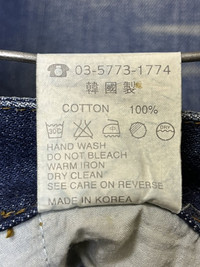 ☎ 03-5773-1774
韓國製
COTTON 100%
HAND WASH
DO NOT BLEACH
WARM IRON
DRY CLEAN
SEE CARE ON REVERSE
MADE IN KOREA